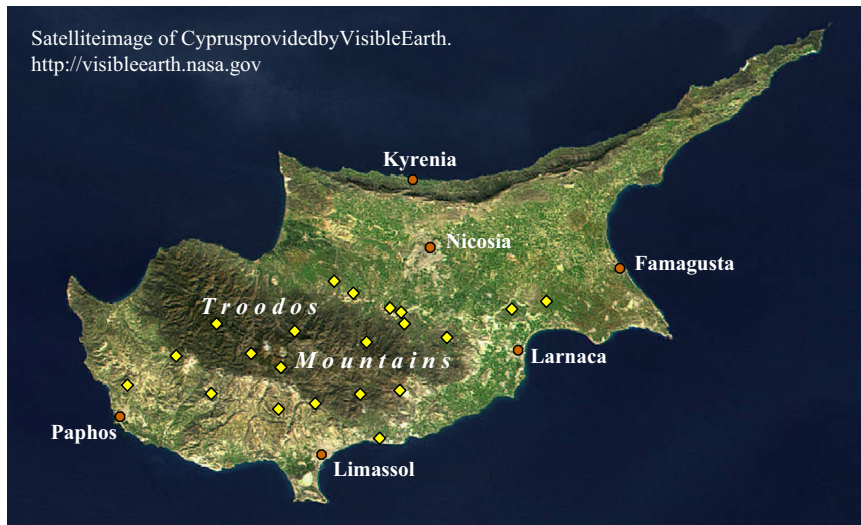 Satelliteimage of CyprusprovidedbyVisibleEarth.
http://visibleearth.nasa.gov
Kyrenia
Nicosia
Famagusta
Troodos
Mountains
Larnaca
Paphos
Limassol